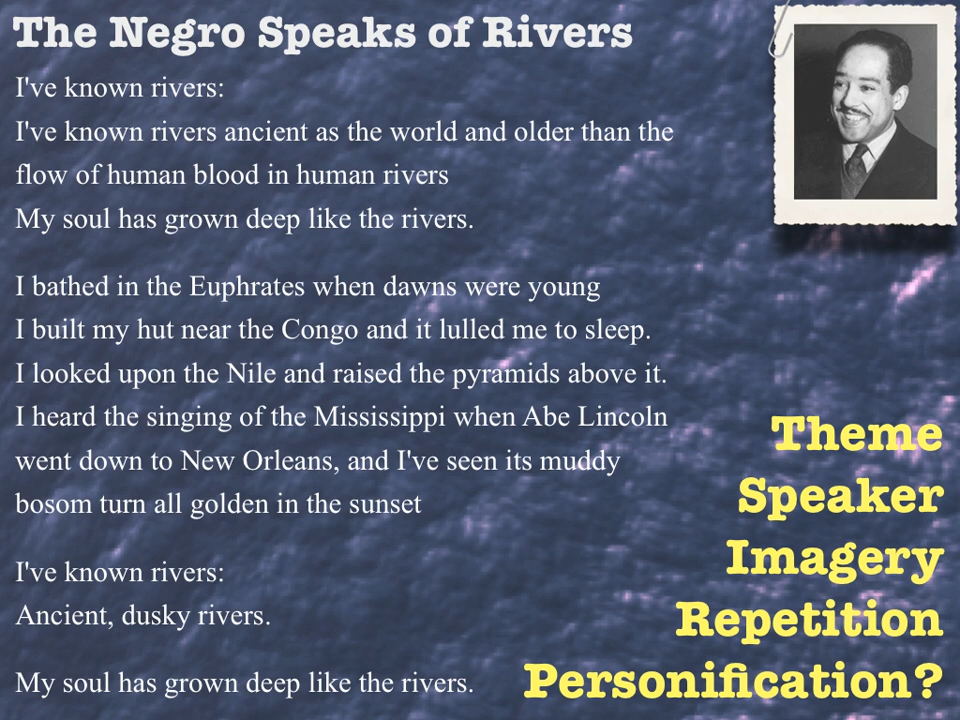 The Negro Speaks of Rivers
I've known rivers:
I've known rivers ancient as the world and older than the
flow of human blood in human rivers
My soul has grown deep like the rivers.
I bathed in the Euphrates when dawns were young
I built my hut near the Congo and it lulled me to sleep.
I looked upon the Nile and raised the pyramids above it.
I heard the singing of the Mississippi when Abe Lincoln
went down to New Orleans, and I've seen its muddy
bosom turn all golden in the sunset
I've known rivers:
Ancient, dusky rivers.
My soul has grown deep like the rivers.
Theme
Speaker
Imagery
Repetition
Personification?